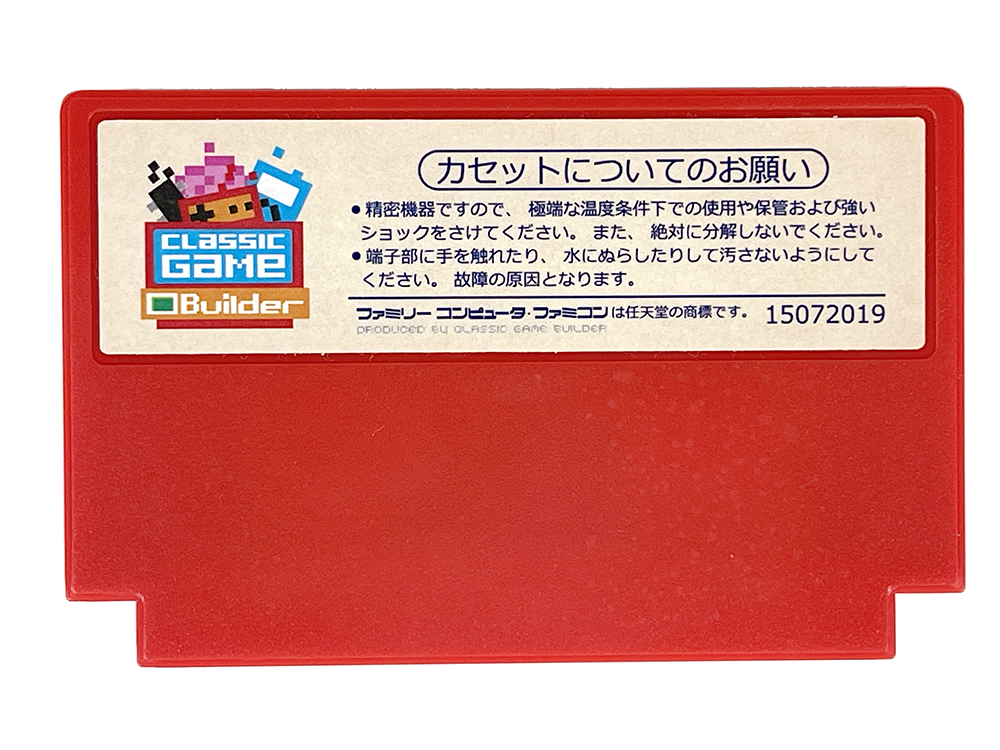 CLASSIC
GAME
Builder
カセットについてのお願い
●精密機器ですので、極端な温度条件下での使用や保管および強い
ショックをさけてください。また、絶対に分解しないでください。
●端子部に手を触れたり、水にぬらしたりして汚さないようにして
ください。故障の原因となります。
ファミリーコンピュータ・ファミコンは任天堂の商標です。 15072019
PRODUCED BY CLASSIC GAME BUILDER